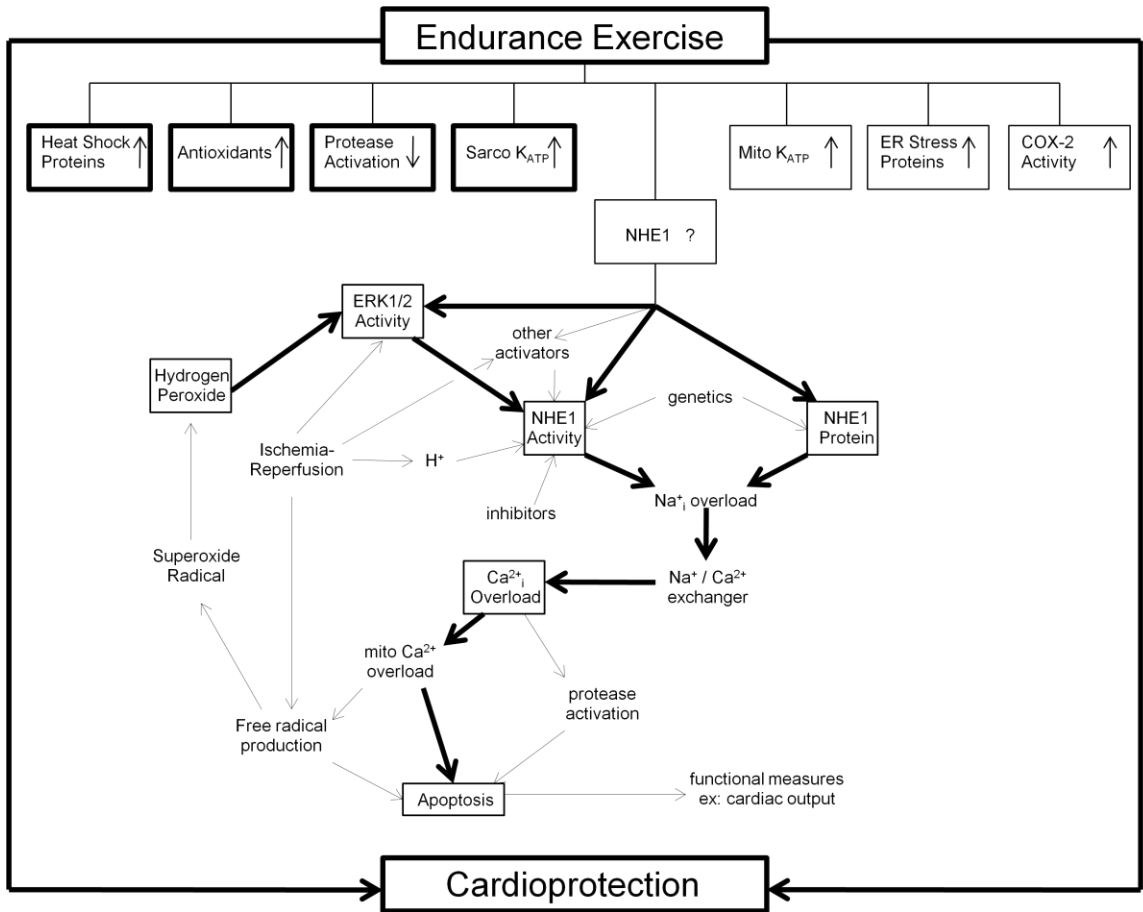 Endurance Exercise
Heat Shock ↑
Proteins
Antioxidants ↑
Protease
Activation ↓
Sarco K_ATP ↑
Mito K_ATP ↑
ER Stress
Proteins ↑
COX-2
Activity ↑
NHE1 ?
ERK1/2
Activity
other
activators
Hydrogen
Peroxide
genetics
NHE1
Activity
NHE1
Protein
Ischemia-
Reperfusion
H⁺
Na⁺ᵢ overload
inhibitors
Superoxide
Radical
Ca²⁺ᵢ
Overload
Na⁺ / Ca²⁺
exchanger
mito Ca²⁺
overload
protease
activation
Free radical
production
Apoptosis
functional measures
ex: cardiac output
Cardioprotection